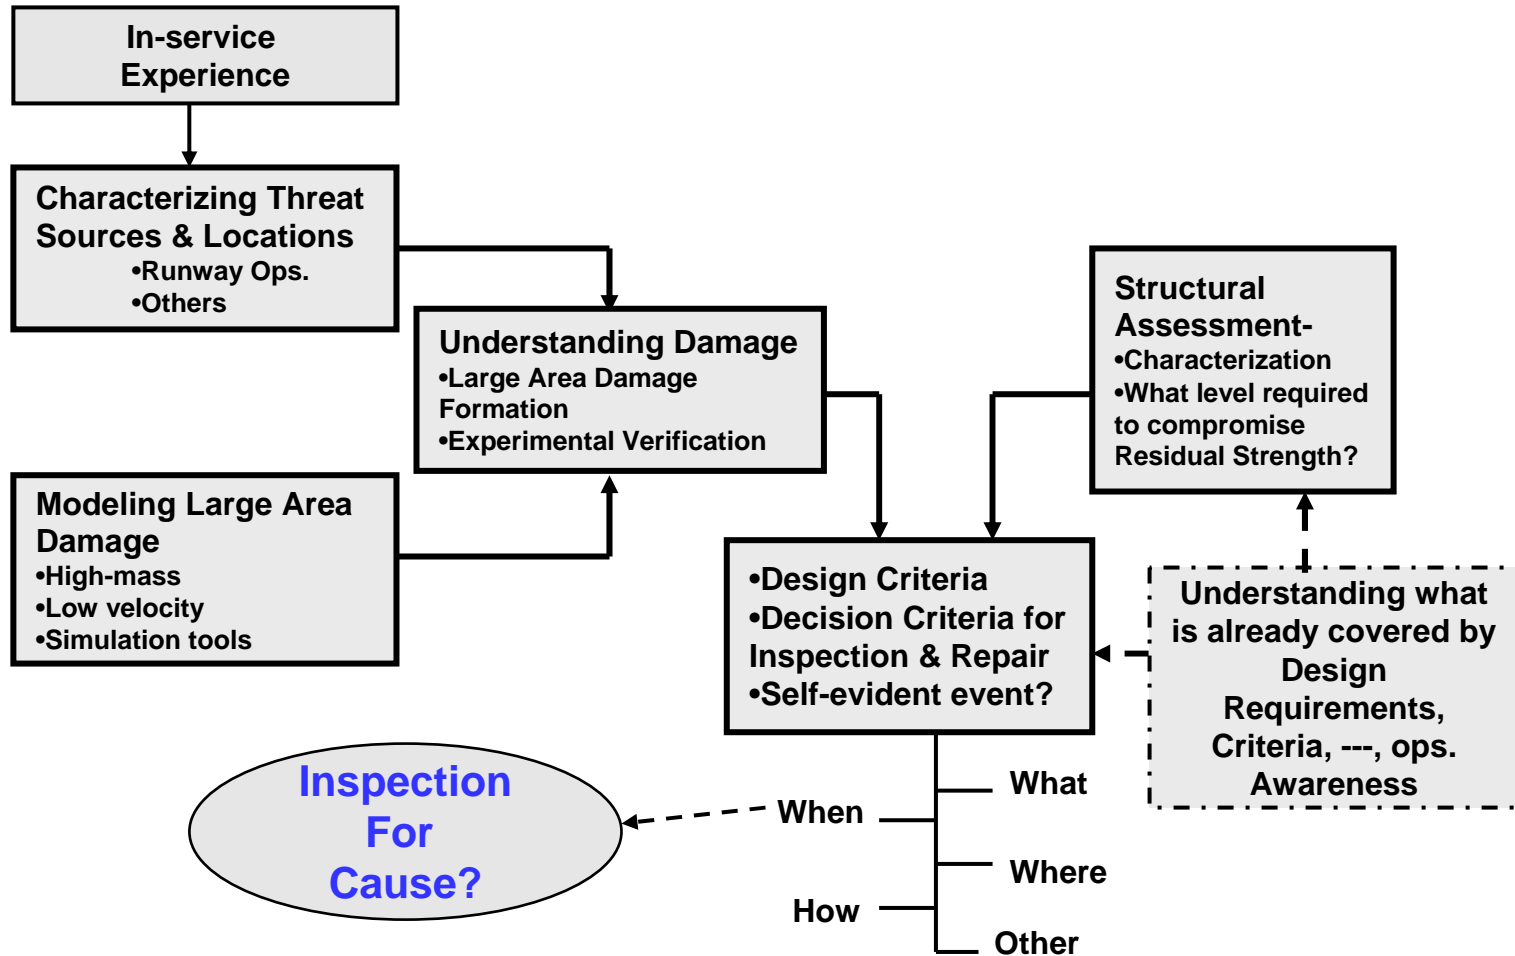 In-service
Experience
Characterizing Threat
Sources & Locations
•Runway Ops.
•Others
Understanding Damage
•Large Area Damage
Formation
•Experimental Verification
Modeling Large Area
Damage
•High-mass
•Low velocity
•Simulation tools
Structural
Assessment-
•Characterization
•What level required
to compromise
Residual Strength?
•Design Criteria
•Decision Criteria for
Inspection & Repair
•Self-evident event?
Understanding what
is already covered by
Design
Requirements,
Criteria, ---, ops.
Awareness
Inspection
For
Cause?
What
When
Where
How
Other